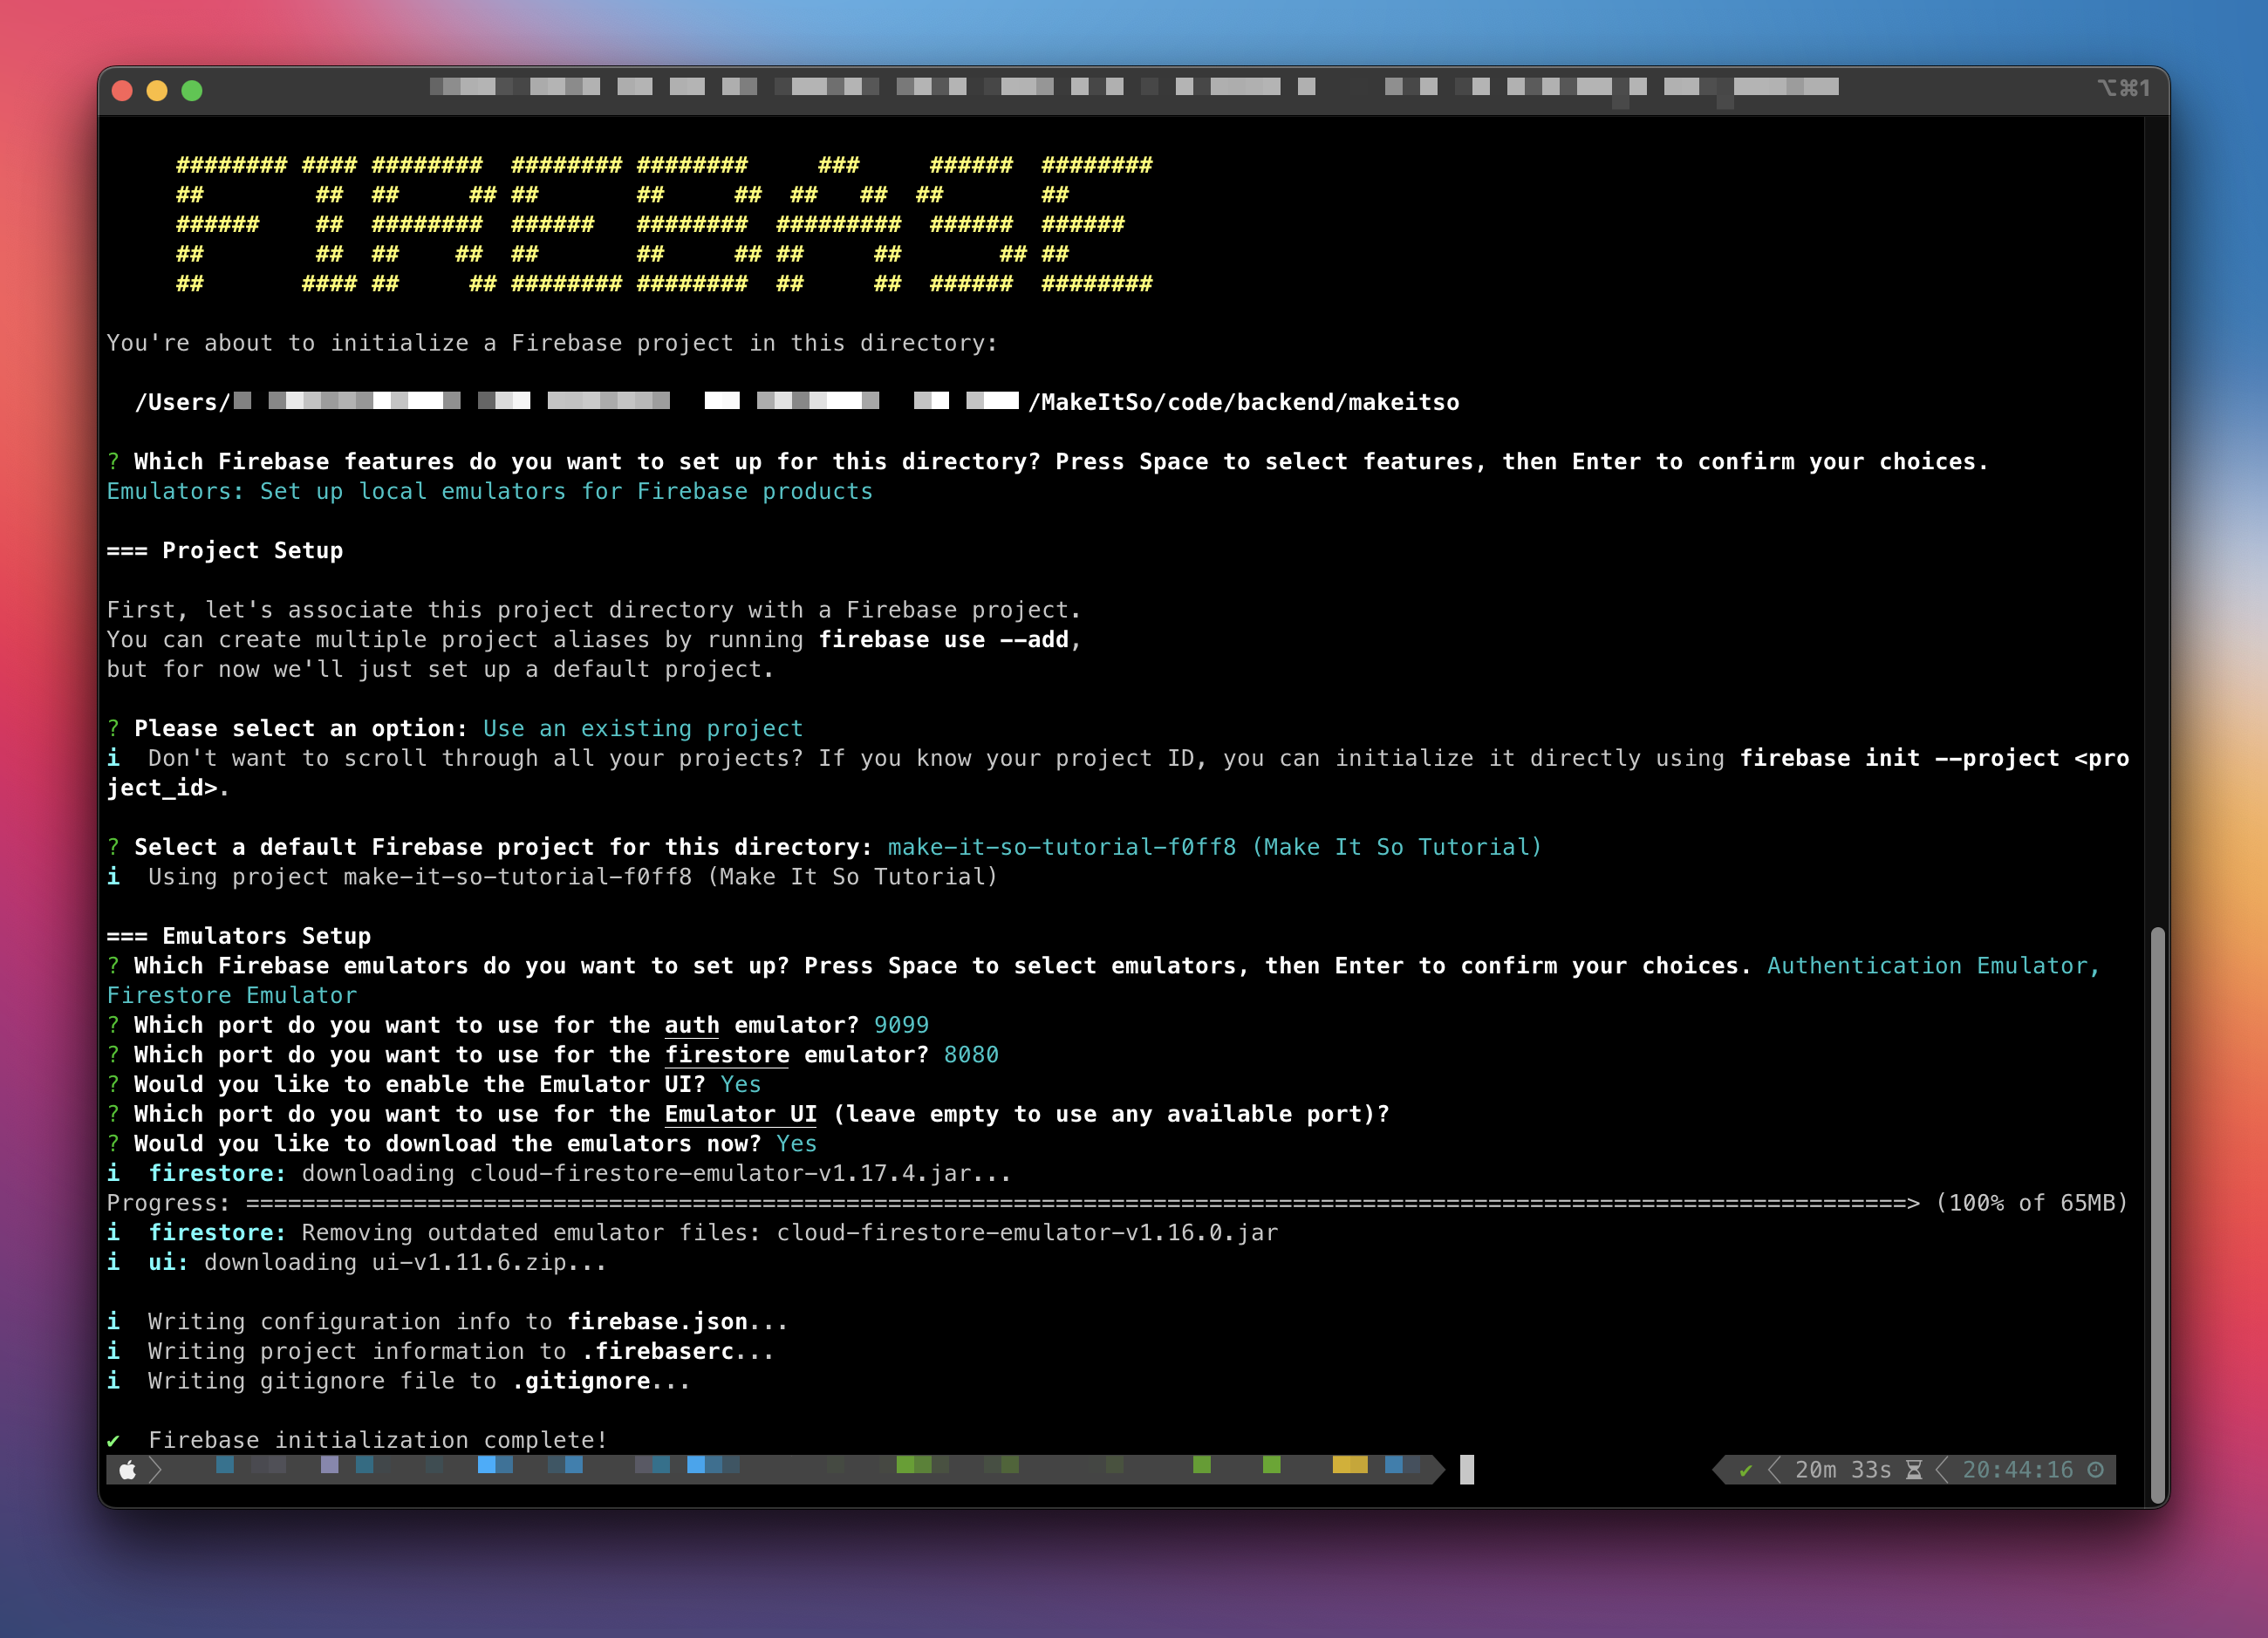 ⌥⌘1
######## #### ########  ######## ########     ###     ######  ########
##        ##  ##     ## ##       ##     ##  ##   ##  ##       ##
######    ##  ########  ######   ########  #########  ######  ######
##        ##  ##    ##  ##       ##     ## ##     ##       ## ##
##       #### ##     ## ######## ########  ##     ##  ######  ########
You're about to initialize a Firebase project in this directory:
/Users/ /MakeItSo/code/backend/makeitso
? Which Firebase features do you want to set up for this directory? Press Space to select features, then Enter to confirm your choices.
Emulators: Set up local emulators for Firebase products
=== Project Setup
First, let's associate this project directory with a Firebase project.
You can create multiple project aliases by running firebase use --add,
but for now we'll just set up a default project.
? Please select an option: Use an existing project
i  Don't want to scroll through all your projects? If you know your project ID, you can initialize it directly using firebase init --project <pro
ject_id>.
? Select a default Firebase project for this directory: make-it-so-tutorial-f0ff8 (Make It So Tutorial)
i  Using project make-it-so-tutorial-f0ff8 (Make It So Tutorial)
=== Emulators Setup
? Which Firebase emulators do you want to set up? Press Space to select emulators, then Enter to confirm your choices. Authentication Emulator,
Firestore Emulator
? Which port do you want to use for the auth emulator? 9099
? Which port do you want to use for the firestore emulator? 8080
? Would you like to enable the Emulator UI? Yes
? Which port do you want to use for the Emulator UI (leave empty to use any available port)?
? Would you like to download the emulators now? Yes
i  firestore: downloading cloud-firestore-emulator-v1.17.4.jar...
Progress: =======================================================================================================================> (100% of 65MB)
i  firestore: Removing outdated emulator files: cloud-firestore-emulator-v1.16.0.jar
i  ui: downloading ui-v1.11.6.zip...
i  Writing configuration info to firebase.json...
i  Writing project information to .firebaserc...
i  Writing gitignore file to .gitignore...
✔  Firebase initialization complete!
✔ 20m 33s 20:44:16